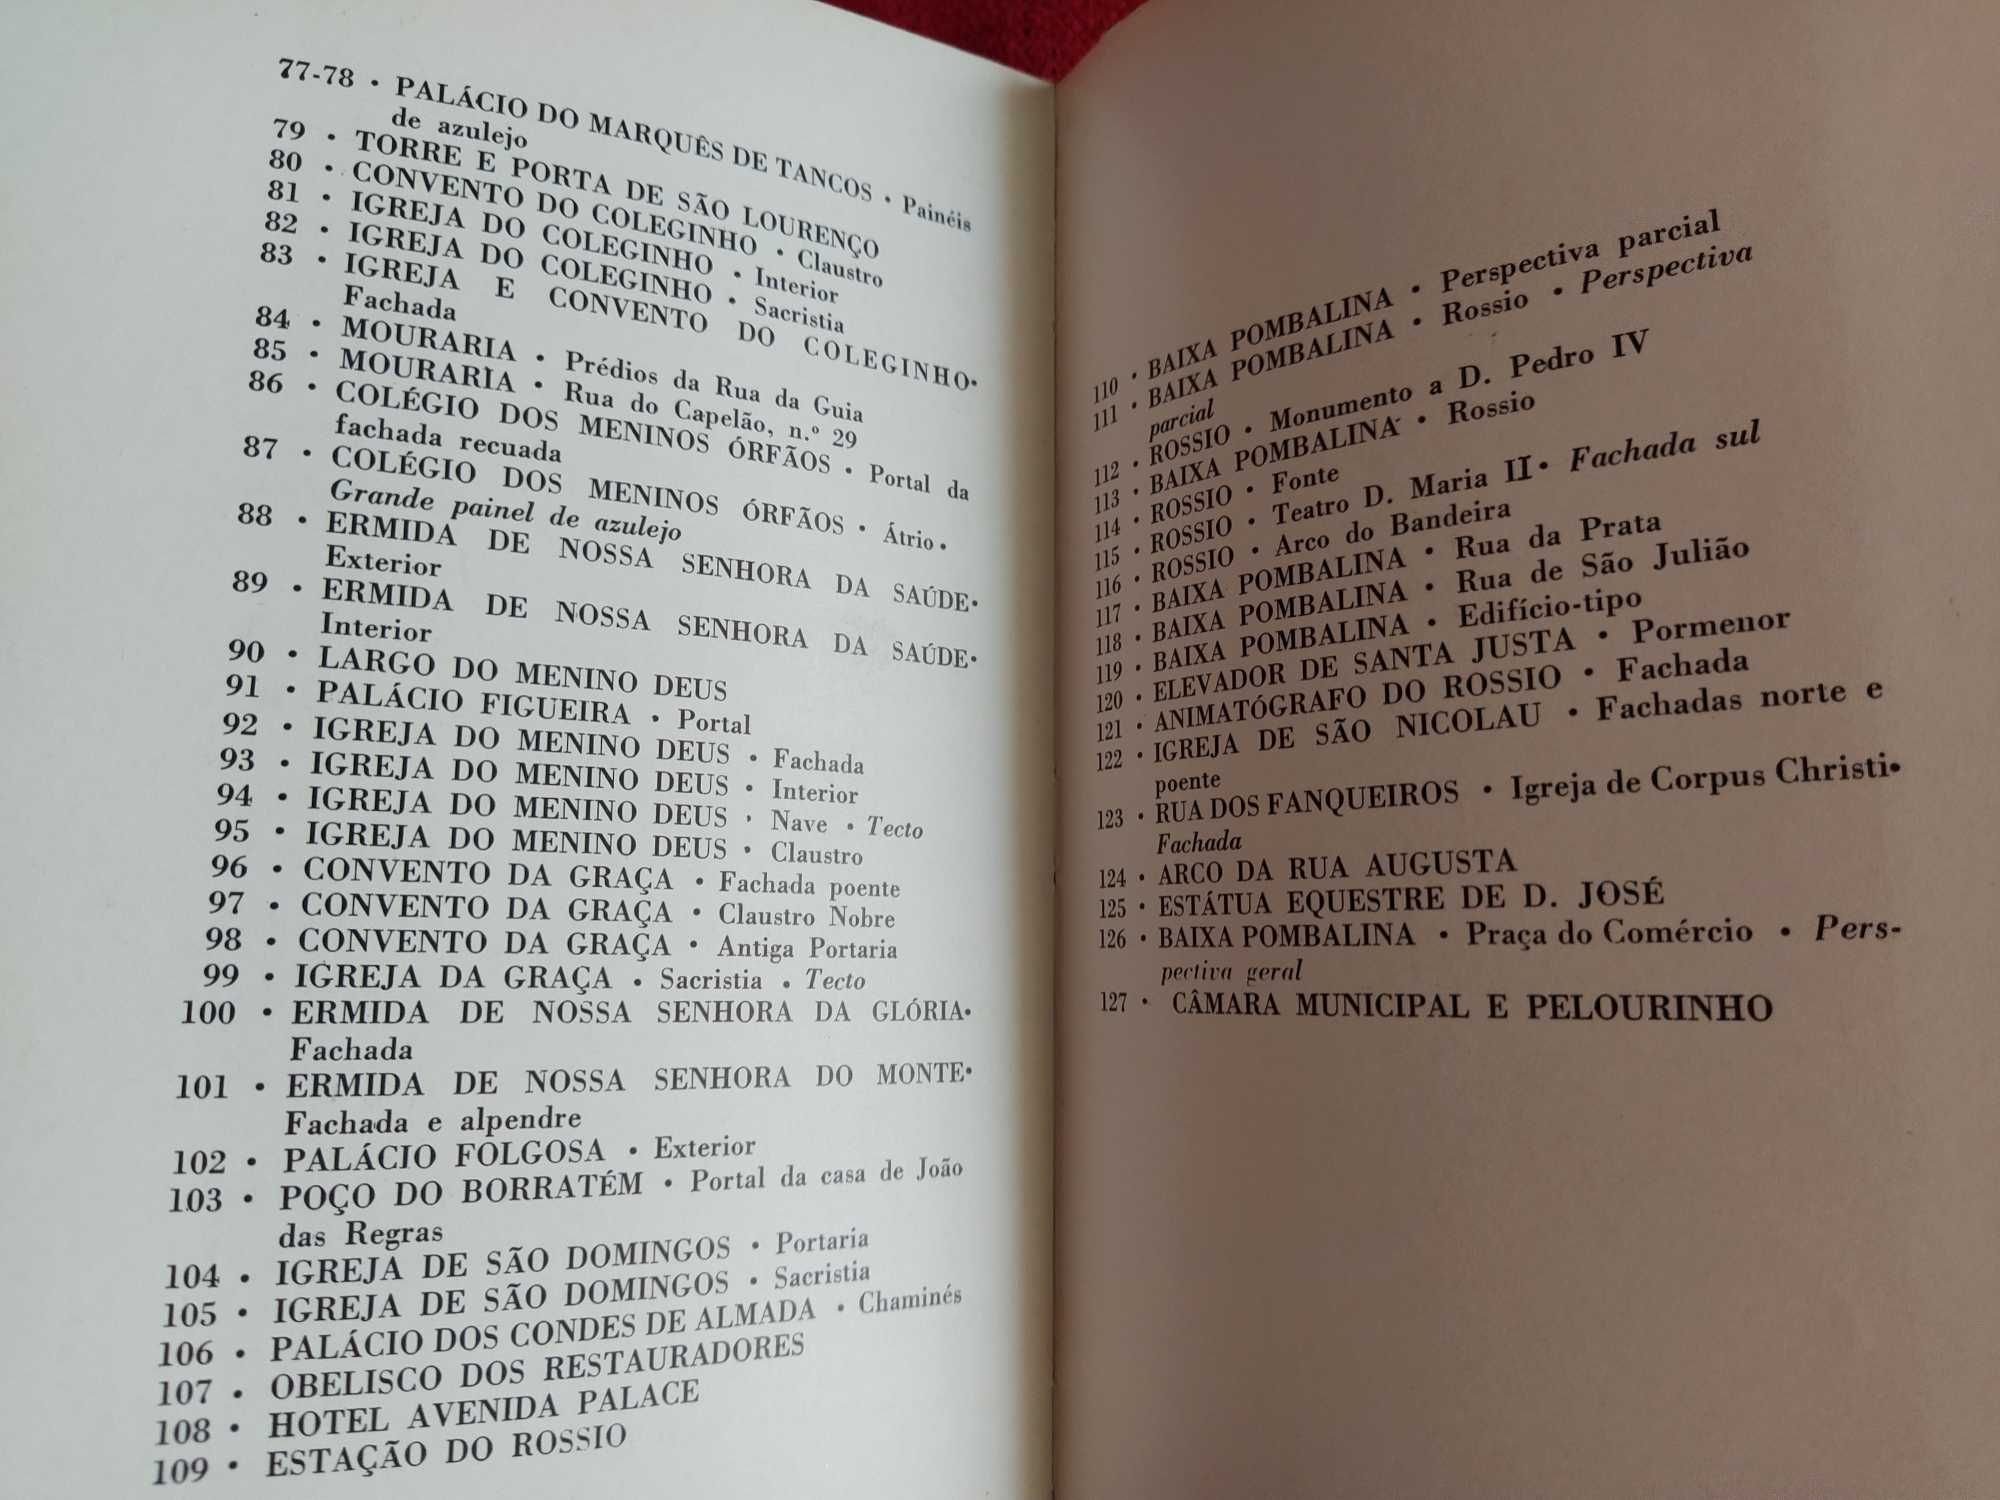 77-78 • PALÁCIO DO MARQUÊS DE TANCOS • Painéis
de azulejo
79 • TORRE E PORTA DE SÃO LOURENÇO
80 • CONVENTO DO COLEGINHO • Claustro
81 • IGREJA DO COLEGINHO • Interior
82 • IGREJA DO COLEGINHO • Sacristia
83 • IGREJA E CONVENTO DO COLEGINHO •
Fachada
84 • MOURARIA • Prédios da Rua da Guia
85 • MOURARIA • Rua do Capelão, n.º 29
86 • COLÉGIO DOS MENINOS ÓRFÃOS • Portal da
fachada recuada
87 • COLÉGIO DOS MENINOS ÓRFÃOS • Átrio •
Grande painel de azulejo
88 • ERMIDA DE NOSSA SENHORA DA SAÚDE •
Exterior
89 • ERMIDA DE NOSSA SENHORA DA SAÚDE •
Interior
90 • LARGO DO MENINO DEUS
91 • PALÁCIO FIGUEIRA • Portal
92 • IGREJA DO MENINO DEUS • Fachada
93 • IGREJA DO MENINO DEUS • Interior
94 • IGREJA DO MENINO DEUS • Nave • Tecto
95 • IGREJA DO MENINO DEUS • Claustro
96 • CONVENTO DA GRAÇA • Fachada poente
97 • CONVENTO DA GRAÇA • Claustro Nobre
98 • CONVENTO DA GRAÇA • Antiga Portaria
99 • IGREJA DA GRAÇA • Sacristia • Tecto
100 • ERMIDA DE NOSSA SENHORA DA GLÓRIA •
Fachada
101 • ERMIDA DE NOSSA SENHORA DO MONTE •
Fachada e alpendre
102 • PALÁCIO FOLGOSA • Exterior
103 • POÇO DO BORRATÉM • Portal da casa de João
das Regras
104 • IGREJA DE SÃO DOMINGOS • Portaria
105 • IGREJA DE SÃO DOMINGOS • Sacristia
106 • PALÁCIO DOS CONDES DE ALMADA • Chaminés
107 • OBELISCO DOS RESTAURADORES
108 • HOTEL AVENIDA PALACE
109 • ESTAÇÃO DO ROSSIO
110 • BAIXA POMBALINA • Perspectiva parcial
111 • BAIXA POMBALINA • Rossio • Perspectiva
parcial
112 • ROSSIO • Monumento a D. Pedro IV
113 • BAIXA POMBALINA • Rossio
114 • ROSSIO • Fonte
115 • ROSSIO • Teatro D. Maria II • Fachada sul
116 • ROSSIO • Arco do Bandeira
117 • BAIXA POMBALINA • Rua da Prata
118 • BAIXA POMBALINA • Rua de São Julião
119 • BAIXA POMBALINA • Edifício-tipo
120 • ELEVADOR DE SANTA JUSTA • Pormenor
121 • ANIMATÓGRAFO DO ROSSIO • Fachada
122 • IGREJA DE SÃO NICOLAU • Fachadas norte e
poente
123 • RUA DOS FANQUEIROS • Igreja de Corpus Christi •
Fachada
124 • ARCO DA RUA AUGUSTA
125 • ESTÁTUA EQUESTRE DE D. JOSÉ
126 • BAIXA POMBALINA • Praça do Comércio • Pers-
pectiva geral
127 • CÂMARA MUNICIPAL E PELOURINHO